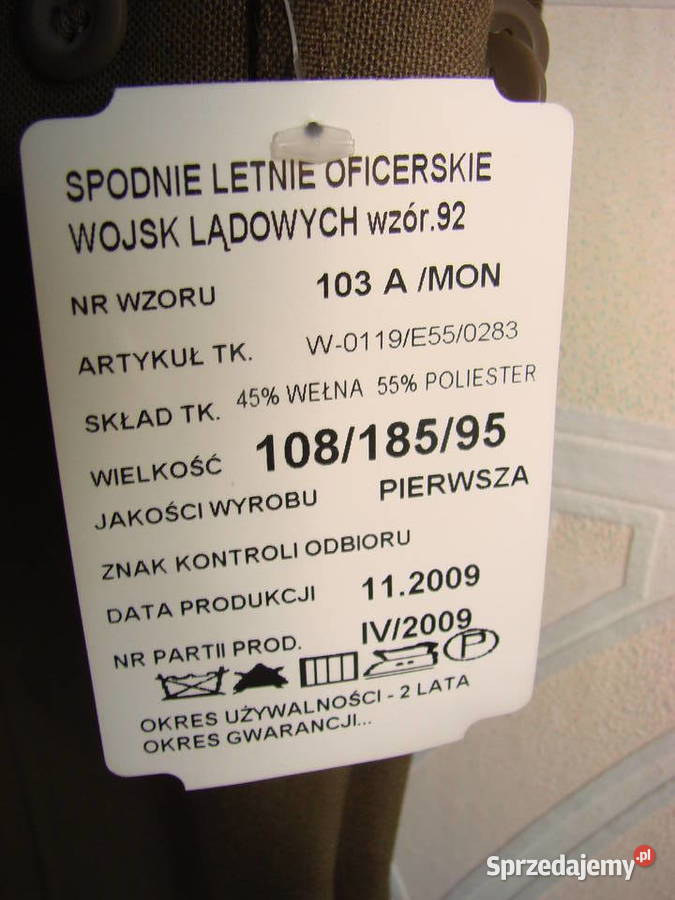 SPODNIE LETNIE OFICERSKIE
WOJSK LĄDOWYCH wzór.92
NR WZORU 103 A /MON
ARTYKUŁ TK. W-0119/E55/0283
SKŁAD TK. 45% WEŁNA 55% POLIESTER
WIELKOŚĆ 108/185/95
JAKOŚCI WYROBU PIERWSZA
ZNAK KONTROLI ODBIORU
DATA PRODUKCJI 11.2009
NR PARTII PROD. IV/2009
P
OKRES UŻYWALNOŚCI - 2 LATA
OKRES GWARANCJI...
Sprzedajemy.pl